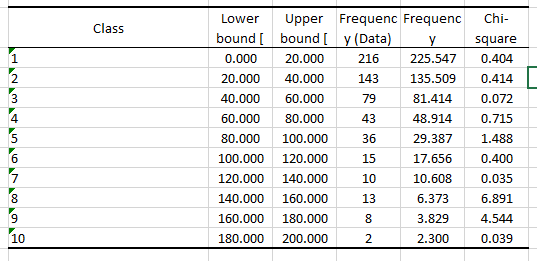 Class Lower bound [ Upper bound [ Frequenc y (Data) Frequenc y Chi- square
1 0.000 20.000 216 225.547 0.404
2 20.000 40.000 143 135.509 0.414
3 40.000 60.000 79 81.414 0.072
4 60.000 80.000 43 48.914 0.715
5 80.000 100.000 36 29.387 1.488
6 100.000 120.000 15 17.656 0.400
7 120.000 140.000 10 10.608 0.035
8 140.000 160.000 13 6.373 6.891
9 160.000 180.000 8 3.829 4.544
10 180.000 200.000 2 2.300 0.039